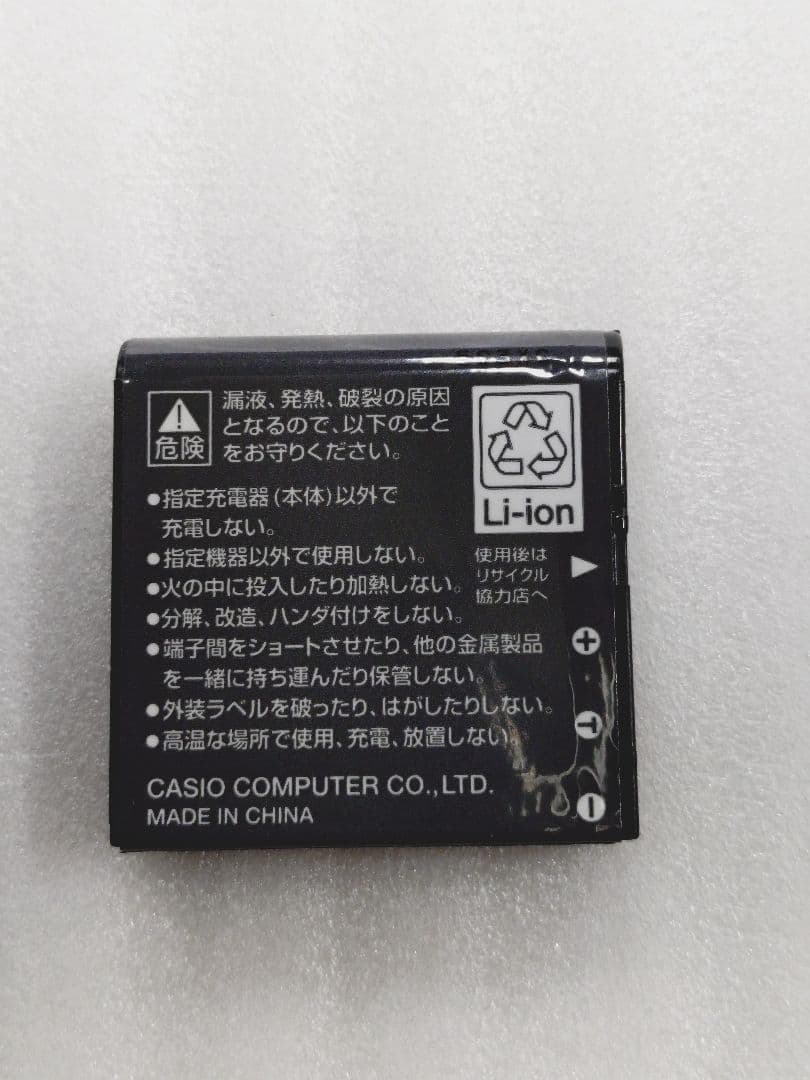 危険
漏液、発熱、破裂の原因
となるので、以下のこと
をお守りください。
Li-ion
●指定充電器(本体)以外で
充電しない。
●指定機器以外で使用しない。
●火の中に投入したり加熱しない。
●分解、改造、ハンダ付けをしない。
●端子間をショートさせたり、他の金属製品
を一緒に持ち運んだり保管しない。
●外装ラベルを破ったり、はがしたりしない。
●高温な場所で使用、充電、放置しない。
使用後は
リサイクル
協力店へ
+
T
−
CASIO COMPUTER CO.,LTD.
MADE IN CHINA